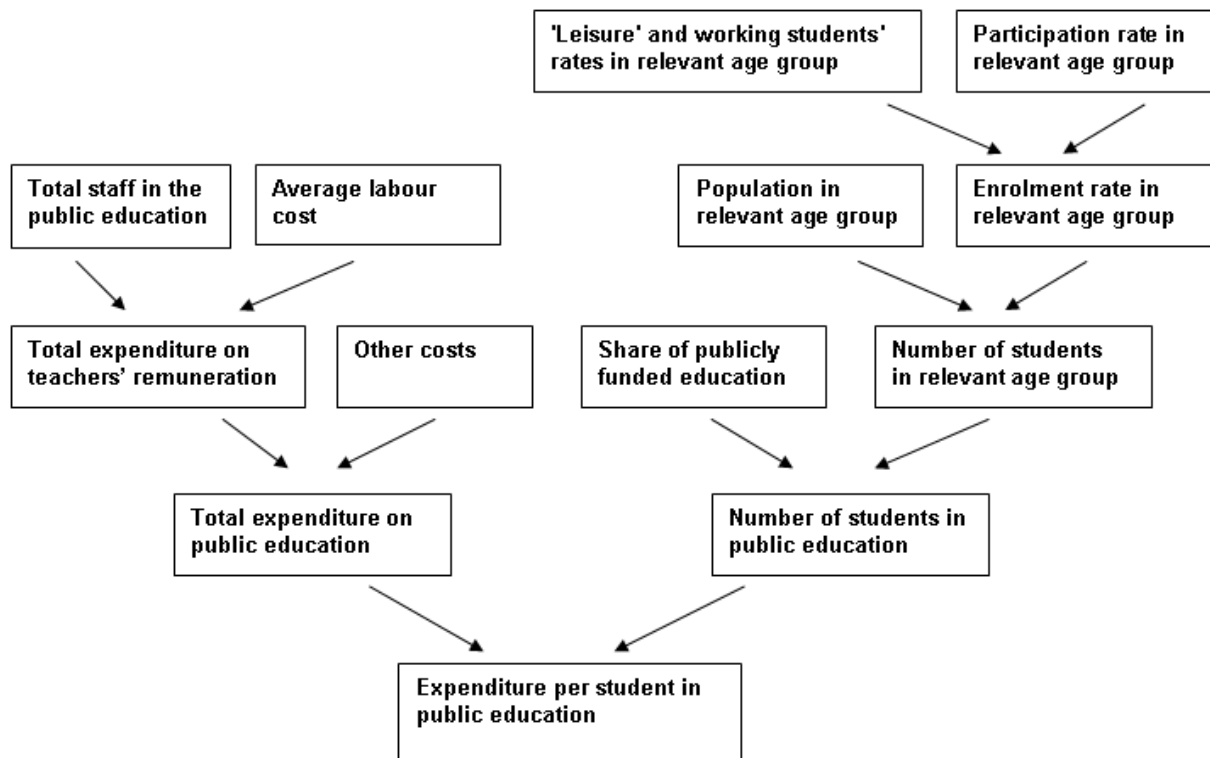 'Leisure' and working students'
rates in relevant age group
Participation rate in
relevant age group
Total staff in the
public education
Average labour
cost
Population in
relevant age group
Enrolment rate in
relevant age group
Total expenditure on
teachers’ remuneration
Other costs
Share of publicly
funded education
Number of students
in relevant age group
Total expenditure on
public education
Number of students in
public education
Expenditure per student in
public education